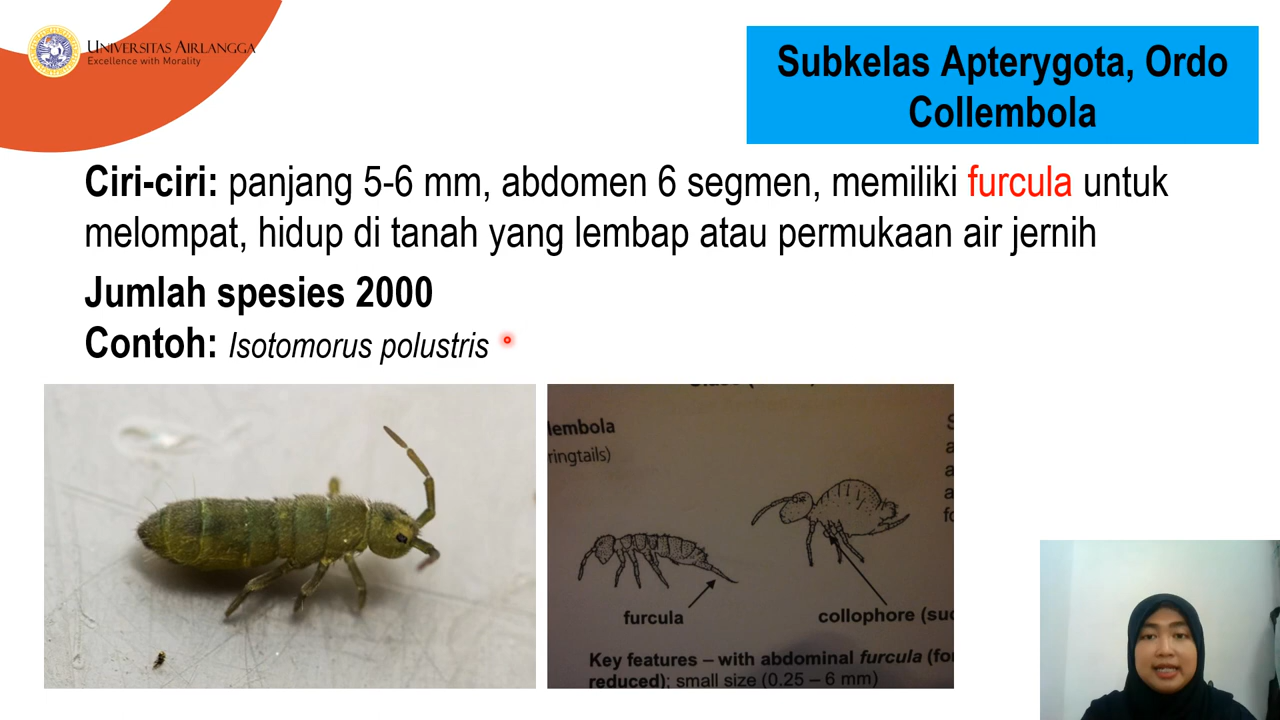 UNIVERSITAS AIRLANGGA
Excellence with Morality
Subkelas Apterygota, Ordo
Collembola
Ciri-ciri: panjang 5-6 mm, abdomen 6 segmen, memiliki furcula untuk
melompat, hidup di tanah yang lembap atau permukaan air jernih
Jumlah spesies 2000
Contoh: Isotomorus polustris
lembola
ringtails)
furcula
collophore (suc
Key features – with abdominal furcula (for
reduced); small size (0.25 – 6 mm)